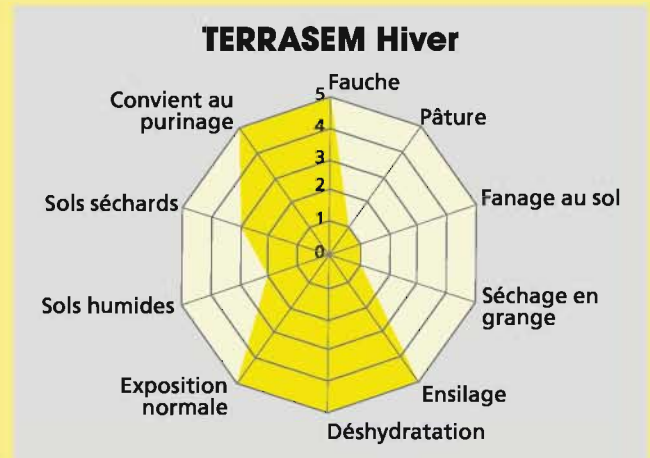 TERRASEM Hiver
Fauche
Pâture
Fanage au sol
Séchage en
grange
Ensilage
Déshydratation
Exposition
normale
Sols humides
Sols séchards
Convient au
purinage
5
4
3
2
1
0